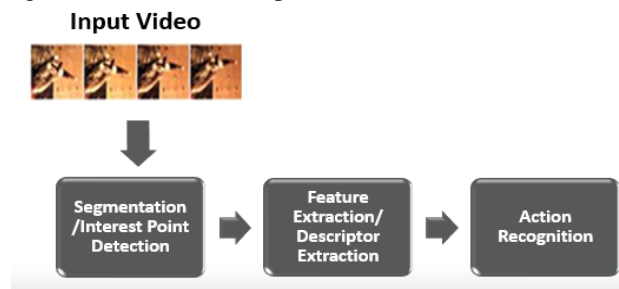 Input Video
Segmentation
/Interest Point
Detection
Feature
Extraction/
Descriptor
Extraction
Action
Recognition